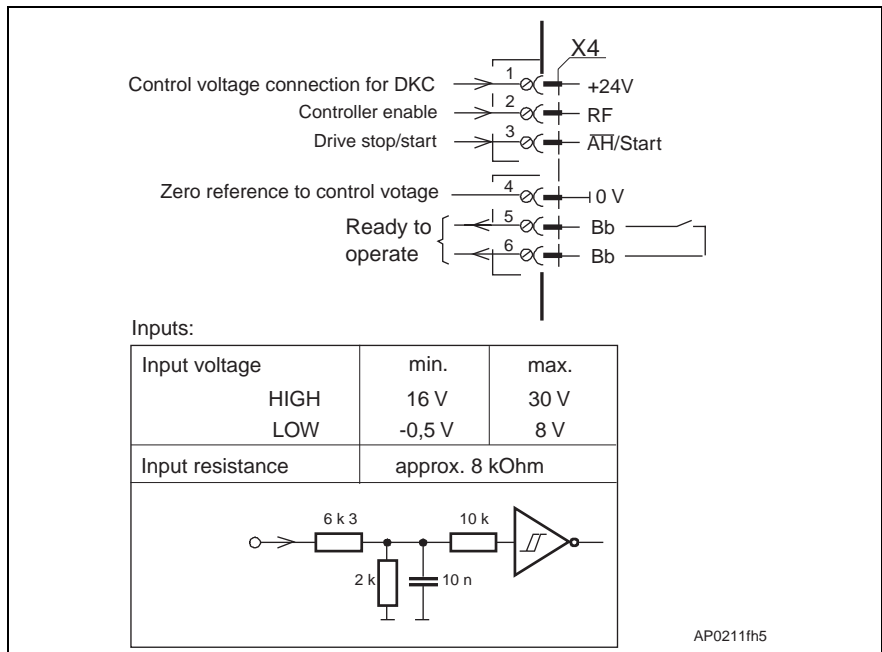 X4
Control voltage connection for DKC 1 +24V
Controller enable 2 RF
Drive stop/start 3 A̅H̅/Start
Zero reference to control votage 4 0 V
Ready to operate
5 Bb
6 Bb
Inputs:
Input voltage min. max.
HIGH 16 V 30 V
LOW -0,5 V 8 V
Input resistance approx. 8 kOhm
6 k 3 10 k
2 k 10 n
AP0211fh5